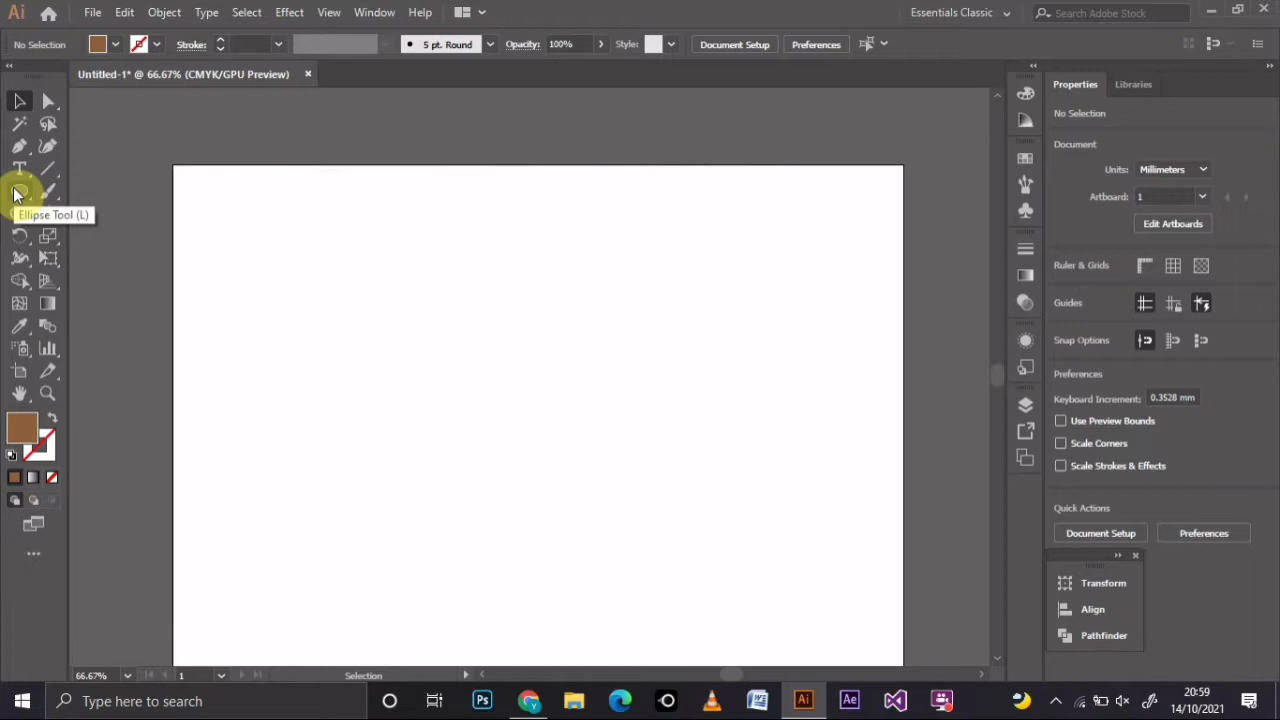 Ai File Edit Object Type Select Effect View Window Help Essentials Classic Search Adobe Stock
No Selection Stroke: 5 pt. Round Opacity: 100% Style: Document Setup Preferences
Untitled-1* @ 66.67% (CMYK/GPU Preview) ×
Ellipse Tool (L)
Properties Libraries
No Selection
Document
Units: Millimeters
Artboard: 1
Edit Artboards
Ruler & Grids
Guides
Snap Options
Preferences
Keyboard Increment: 0.3528 mm
Use Preview Bounds
Scale Corners
Scale Strokes & Effects
Quick Actions
Document Setup Preferences
Transform
Align
Pathfinder
66.67% 1 Selection
Type here to search Ps W Ai Ae 20:59
14/10/2021